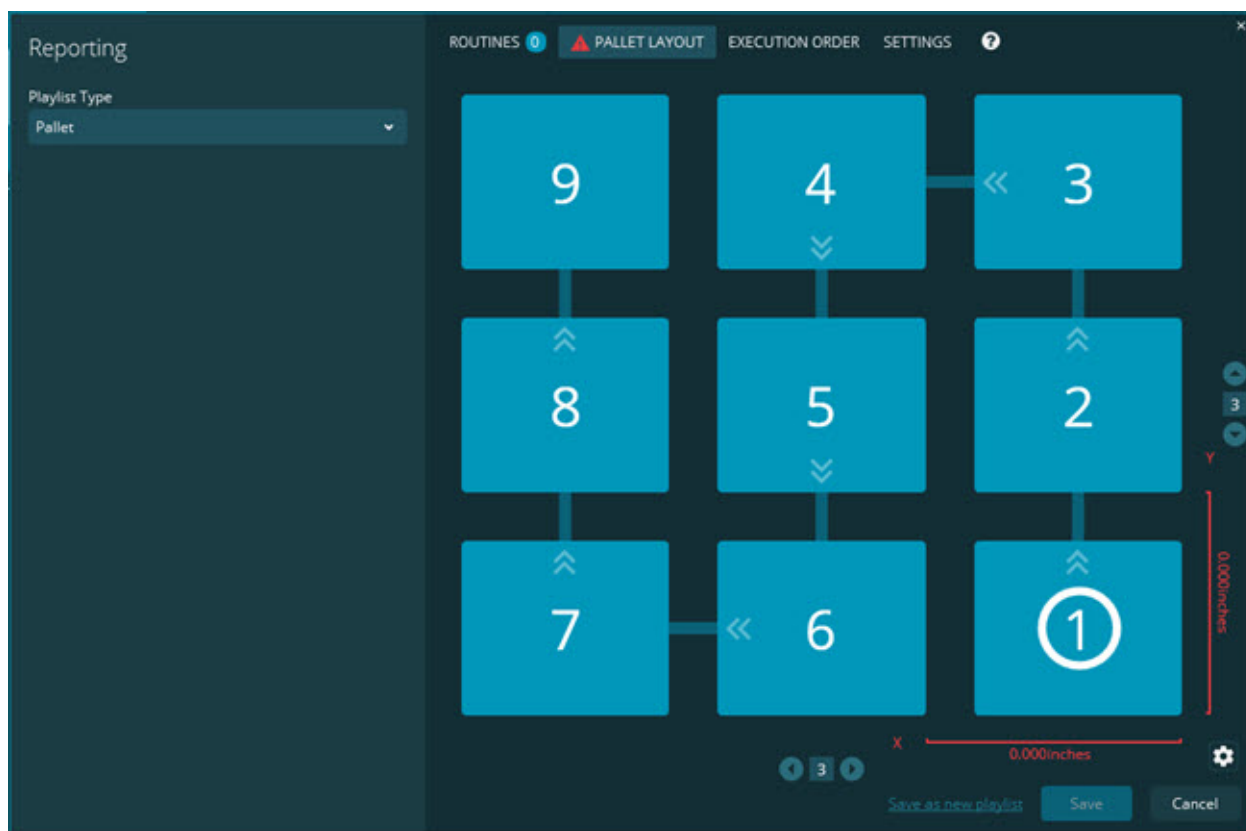 Reporting
Playlist Type
Pallet
ROUTINES 0 PALLET LAYOUT EXECUTION ORDER SETTINGS ?
9 4 3
8 5 2
3
Y
7 6 1
0.000inches
X
0.000inches
3
Save as new playlist Save Cancel